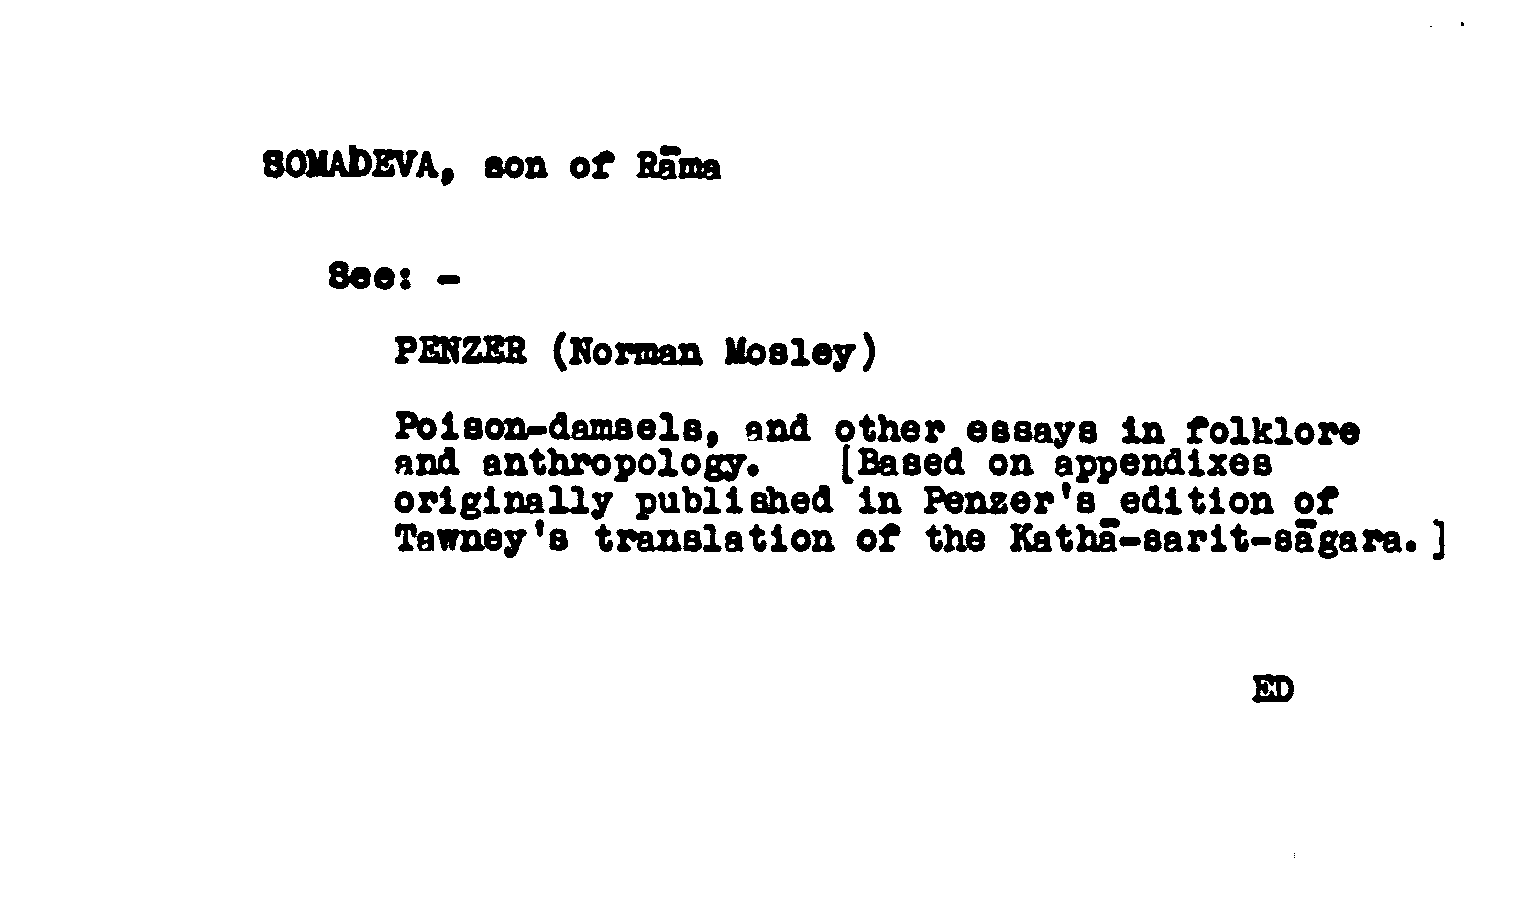 SOMADEVA, son of Rāma
See: -
PENZER (Norman Mosley)
Poison-damsels, and other essays in folklore
and anthropology. [Based on appendixes
originally published in Penzer's edition of
Tawney's translation of the Kathā-sarit-sāgara.]
ED